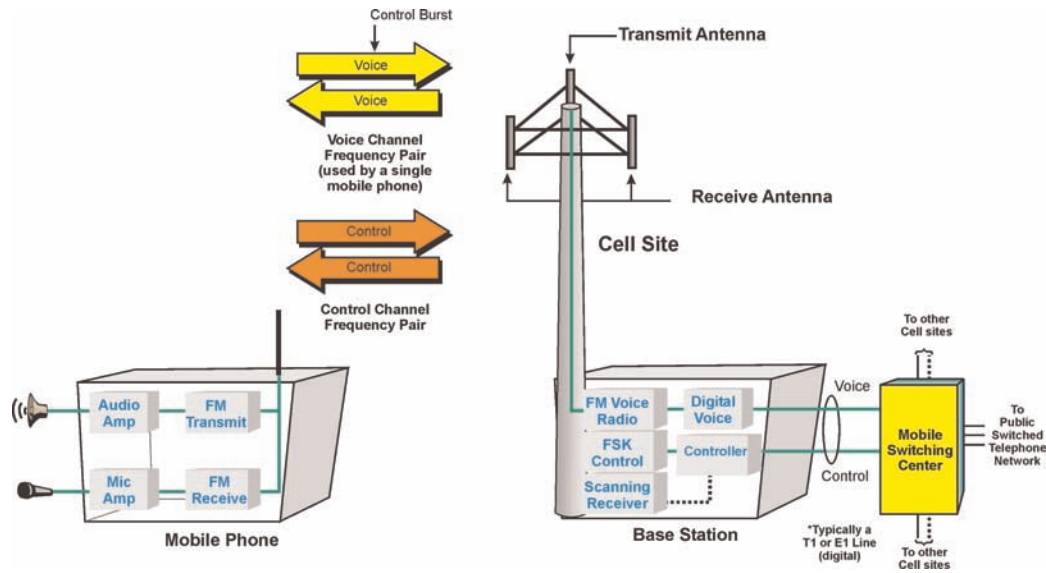 Control Burst
Voice
Voice
Voice Channel
Frequency Pair
(used by a single
mobile phone)
Control
Control
Control Channel
Frequency Pair
Transmit Antenna
Receive Antenna
Cell Site
Audio
Amp
FM
Transmit
Mic
Amp
FM
Receive
Mobile Phone
FM Voice
Radio
Digital
Voice
FSK
Control
Controller
Scanning
Receiver
Base Station
Voice
Control
*Typically a
T1 or E1 Line
(digital)
To other
Cell sites
Mobile
Switching
Center
To
Public
Switched
Telephone
Network
To other
Cell sites